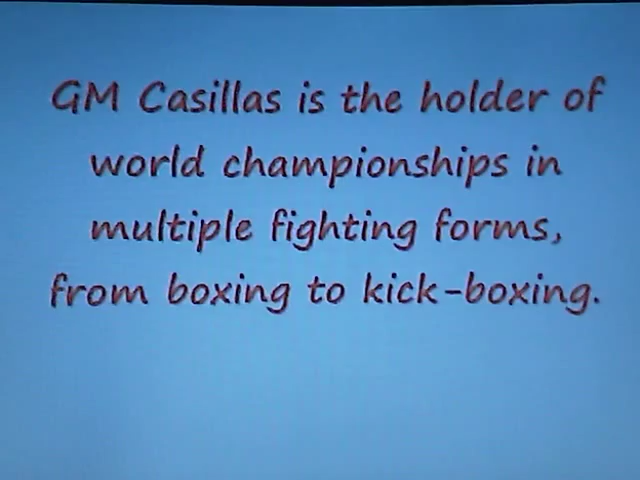 GM Casillas is the holder of
world championships in
multiple fighting forms,
from boxing to kick-boxing.